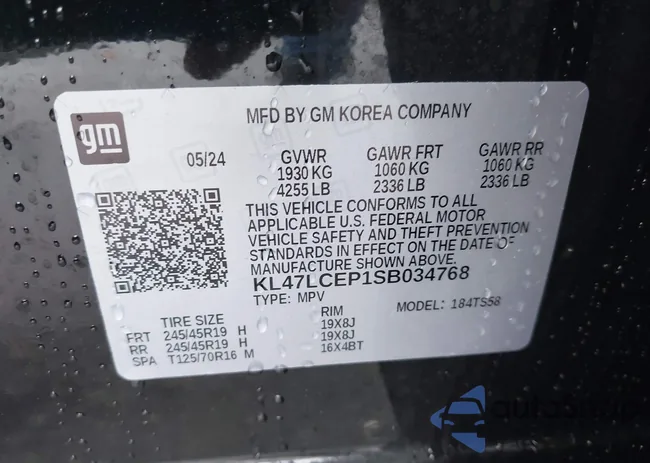 gm
MFD BY GM KOREA COMPANY
05/24 GVWR GAWR FRT GAWR RR
1930 KG 1060 KG 1060 KG
4255 LB 2336 LB 2336 LB
THIS VEHICLE CONFORMS TO ALL
APPLICABLE U.S. FEDERAL MOTOR
VEHICLE SAFETY AND THEFT PREVENTION
STANDARDS IN EFFECT ON THE DATE OF
MANUFACTURE SHOWN ABOVE.
KL47LCEP1SB034768
TYPE: MPV MODEL: 184TS58
TIRE SIZE RIM
FRT 245/45R19 H 19X8J
RR 245/45R19 H 19X8J
SPA T125/70R16 M 16X4BT